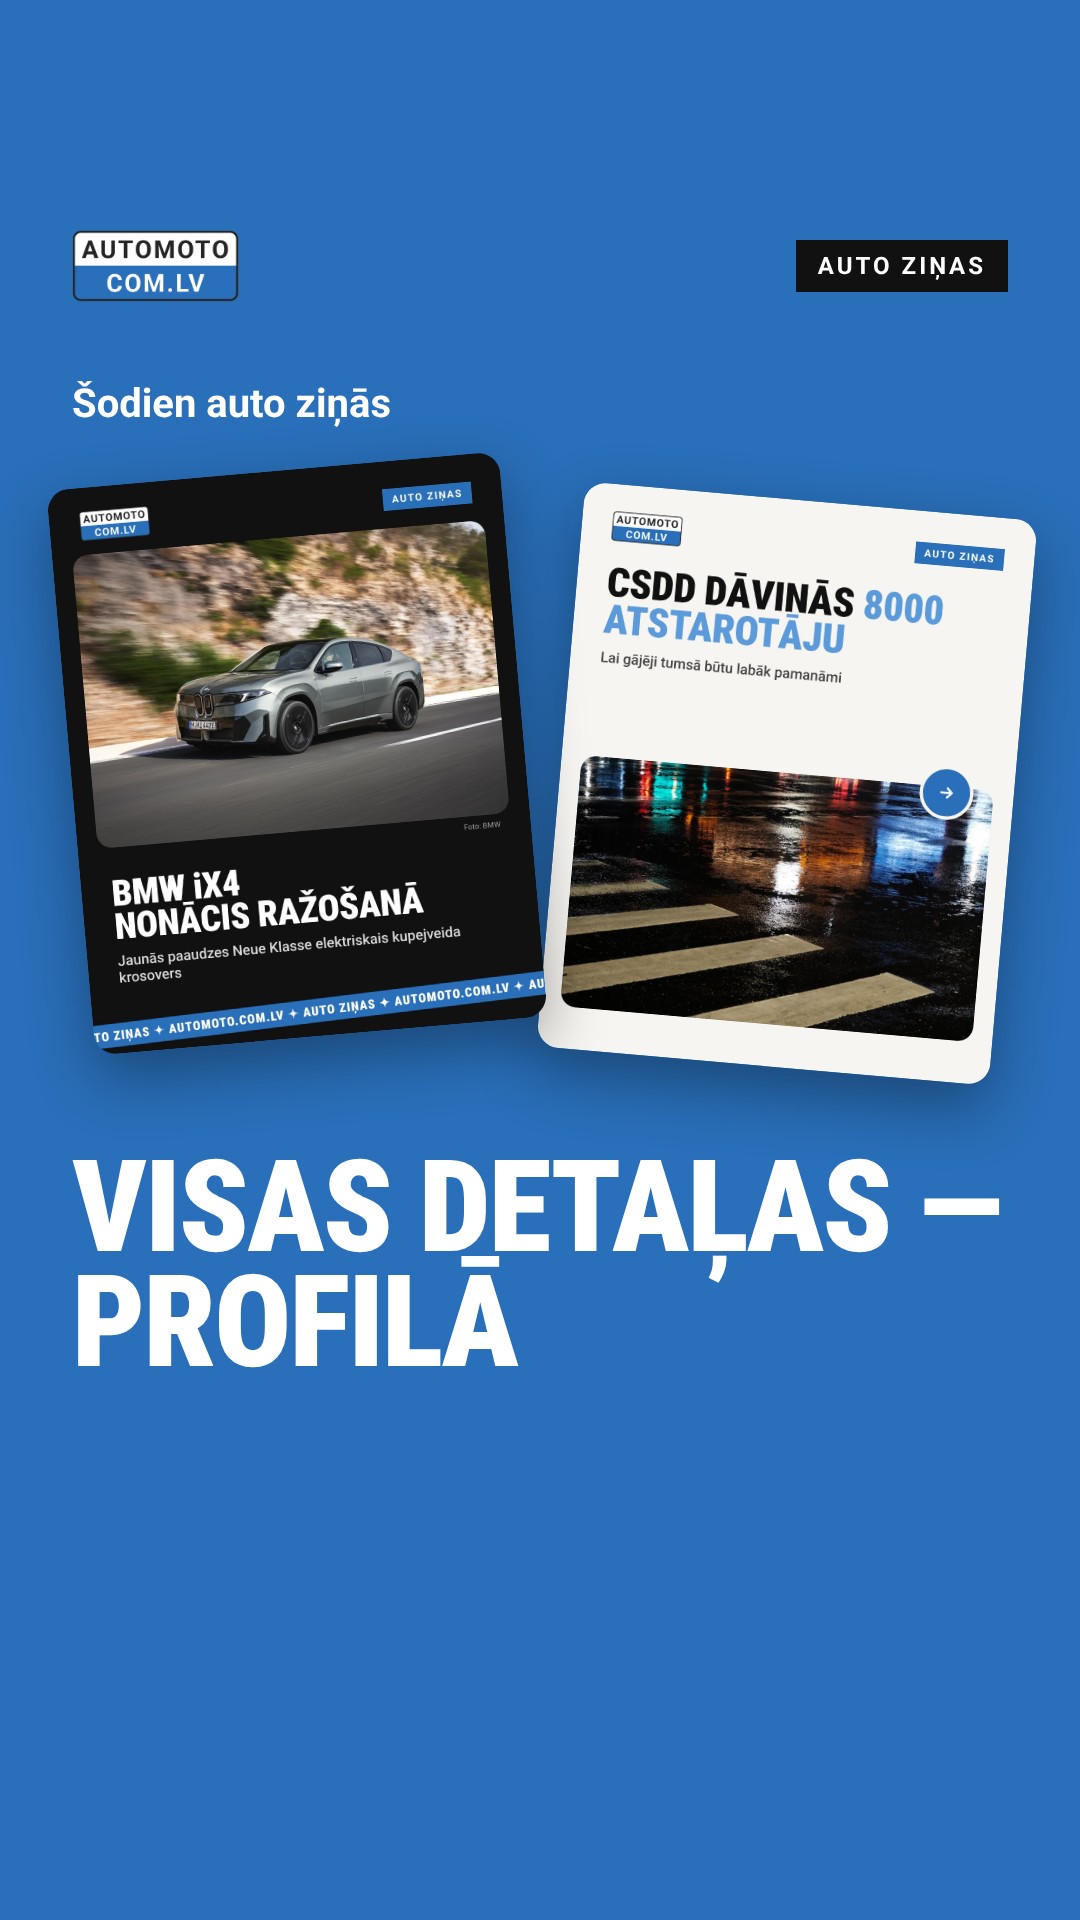 AUTOMOTO
COM.LV
AUTO ZIŅAS
Šodien auto ziņās
AUTOMOTO
COM.LV
AUTO ZIŅAS
Foto: BMW
BMW iX4
NONĀCIS RAŽOŠANĀ
Jaunās paaudzes Neue Klasse elektriskais kupejveida
krosovers
TO ZIŅAS ✦ AUTOMOTO.COM.LV ✦ AUTO ZIŅAS ✦ AUTOMOTO.COM.LV ✦ AU
AUTOMOTO
COM.LV
AUTO ZIŅAS
CSDD DĀVINĀS 8000
ATSTAROTĀJU
Lai gājēji tumsā būtu labāk pamanāmi
VISAS DETAĻAS —
PROFILĀ